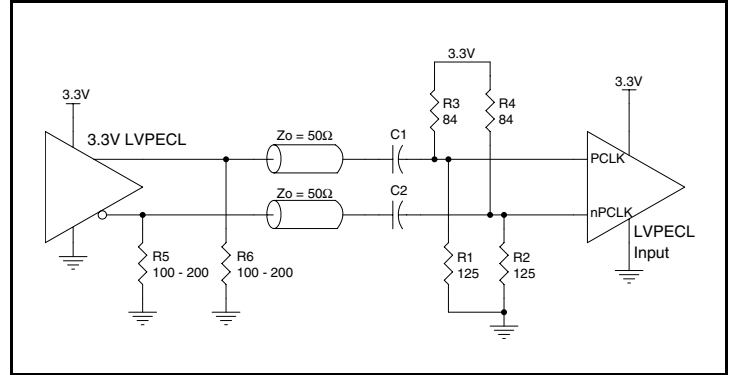 3.3V
3.3V LVPECL
R5
100 - 200
R6
100 - 200
Zo = 50Ω
Zo = 50Ω
C1
C2
3.3V
R3
84
R4
84
R1
125
R2
125
3.3V
PCLK
nPCLK
LVPECL
Input